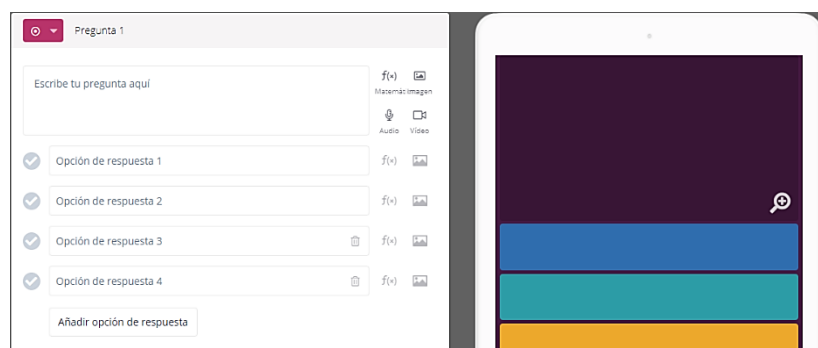 Pregunta 1
Escribe tu pregunta aquí
f(x)
Matemát Imagen
Audio Vídeo
Opción de respuesta 1 f(x)
Opción de respuesta 2 f(x)
Opción de respuesta 3 f(x)
Opción de respuesta 4 f(x)
Añadir opción de respuesta